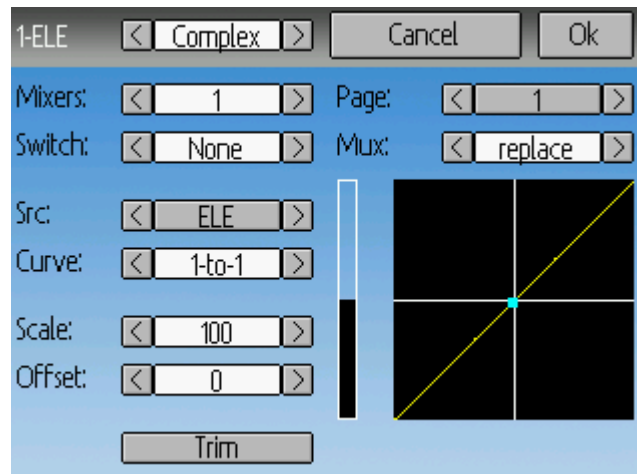 1-ELE < Complex > Cancel Ok
Mixers: < 1 > Page: < 1 >
Switch: < None > Mux: < replace >
Src: < ELE >
Curve: < 1-to-1 >
Scale: < 100 >
Offset: < 0 >
Trim